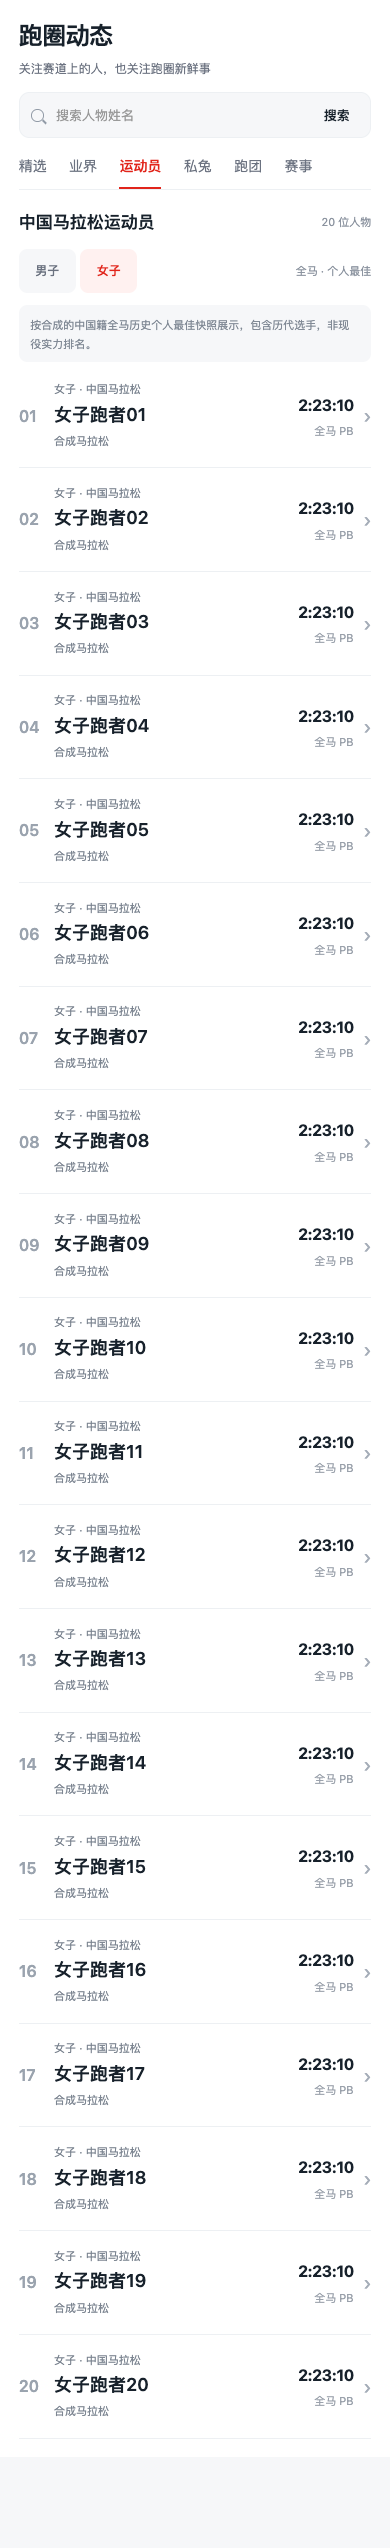 跑圈动态
关注赛道上的人，也关注跑圈新鲜事
搜索人物姓名 搜索
精选 业界 运动员 私兔 跑团 赛事
中国马拉松运动员 20 位人物
男子 女子 全马 · 个人最佳
按合成的中国籍全马历史个人最佳快照展示，包含历代选手，非现
役实力排名。
女子 · 中国马拉松
01 女子跑者01 2:23:10 ›
合成马拉松 全马 PB
女子 · 中国马拉松
02 女子跑者02 2:23:10 ›
合成马拉松 全马 PB
女子 · 中国马拉松
03 女子跑者03 2:23:10 ›
合成马拉松 全马 PB
女子 · 中国马拉松
04 女子跑者04 2:23:10 ›
合成马拉松 全马 PB
女子 · 中国马拉松
05 女子跑者05 2:23:10 ›
合成马拉松 全马 PB
女子 · 中国马拉松
06 女子跑者06 2:23:10 ›
合成马拉松 全马 PB
女子 · 中国马拉松
07 女子跑者07 2:23:10 ›
合成马拉松 全马 PB
女子 · 中国马拉松
08 女子跑者08 2:23:10 ›
合成马拉松 全马 PB
女子 · 中国马拉松
09 女子跑者09 2:23:10 ›
合成马拉松 全马 PB
女子 · 中国马拉松
10 女子跑者10 2:23:10 ›
合成马拉松 全马 PB
女子 · 中国马拉松
11 女子跑者11 2:23:10 ›
合成马拉松 全马 PB
女子 · 中国马拉松
12 女子跑者12 2:23:10 ›
合成马拉松 全马 PB
女子 · 中国马拉松
13 女子跑者13 2:23:10 ›
合成马拉松 全马 PB
女子 · 中国马拉松
14 女子跑者14 2:23:10 ›
合成马拉松 全马 PB
女子 · 中国马拉松
15 女子跑者15 2:23:10 ›
合成马拉松 全马 PB
女子 · 中国马拉松
16 女子跑者16 2:23:10 ›
合成马拉松 全马 PB
女子 · 中国马拉松
17 女子跑者17 2:23:10 ›
合成马拉松 全马 PB
女子 · 中国马拉松
18 女子跑者18 2:23:10 ›
合成马拉松 全马 PB
女子 · 中国马拉松
19 女子跑者19 2:23:10 ›
合成马拉松 全马 PB
女子 · 中国马拉松
20 女子跑者20 2:23:10 ›
合成马拉松 全马 PB